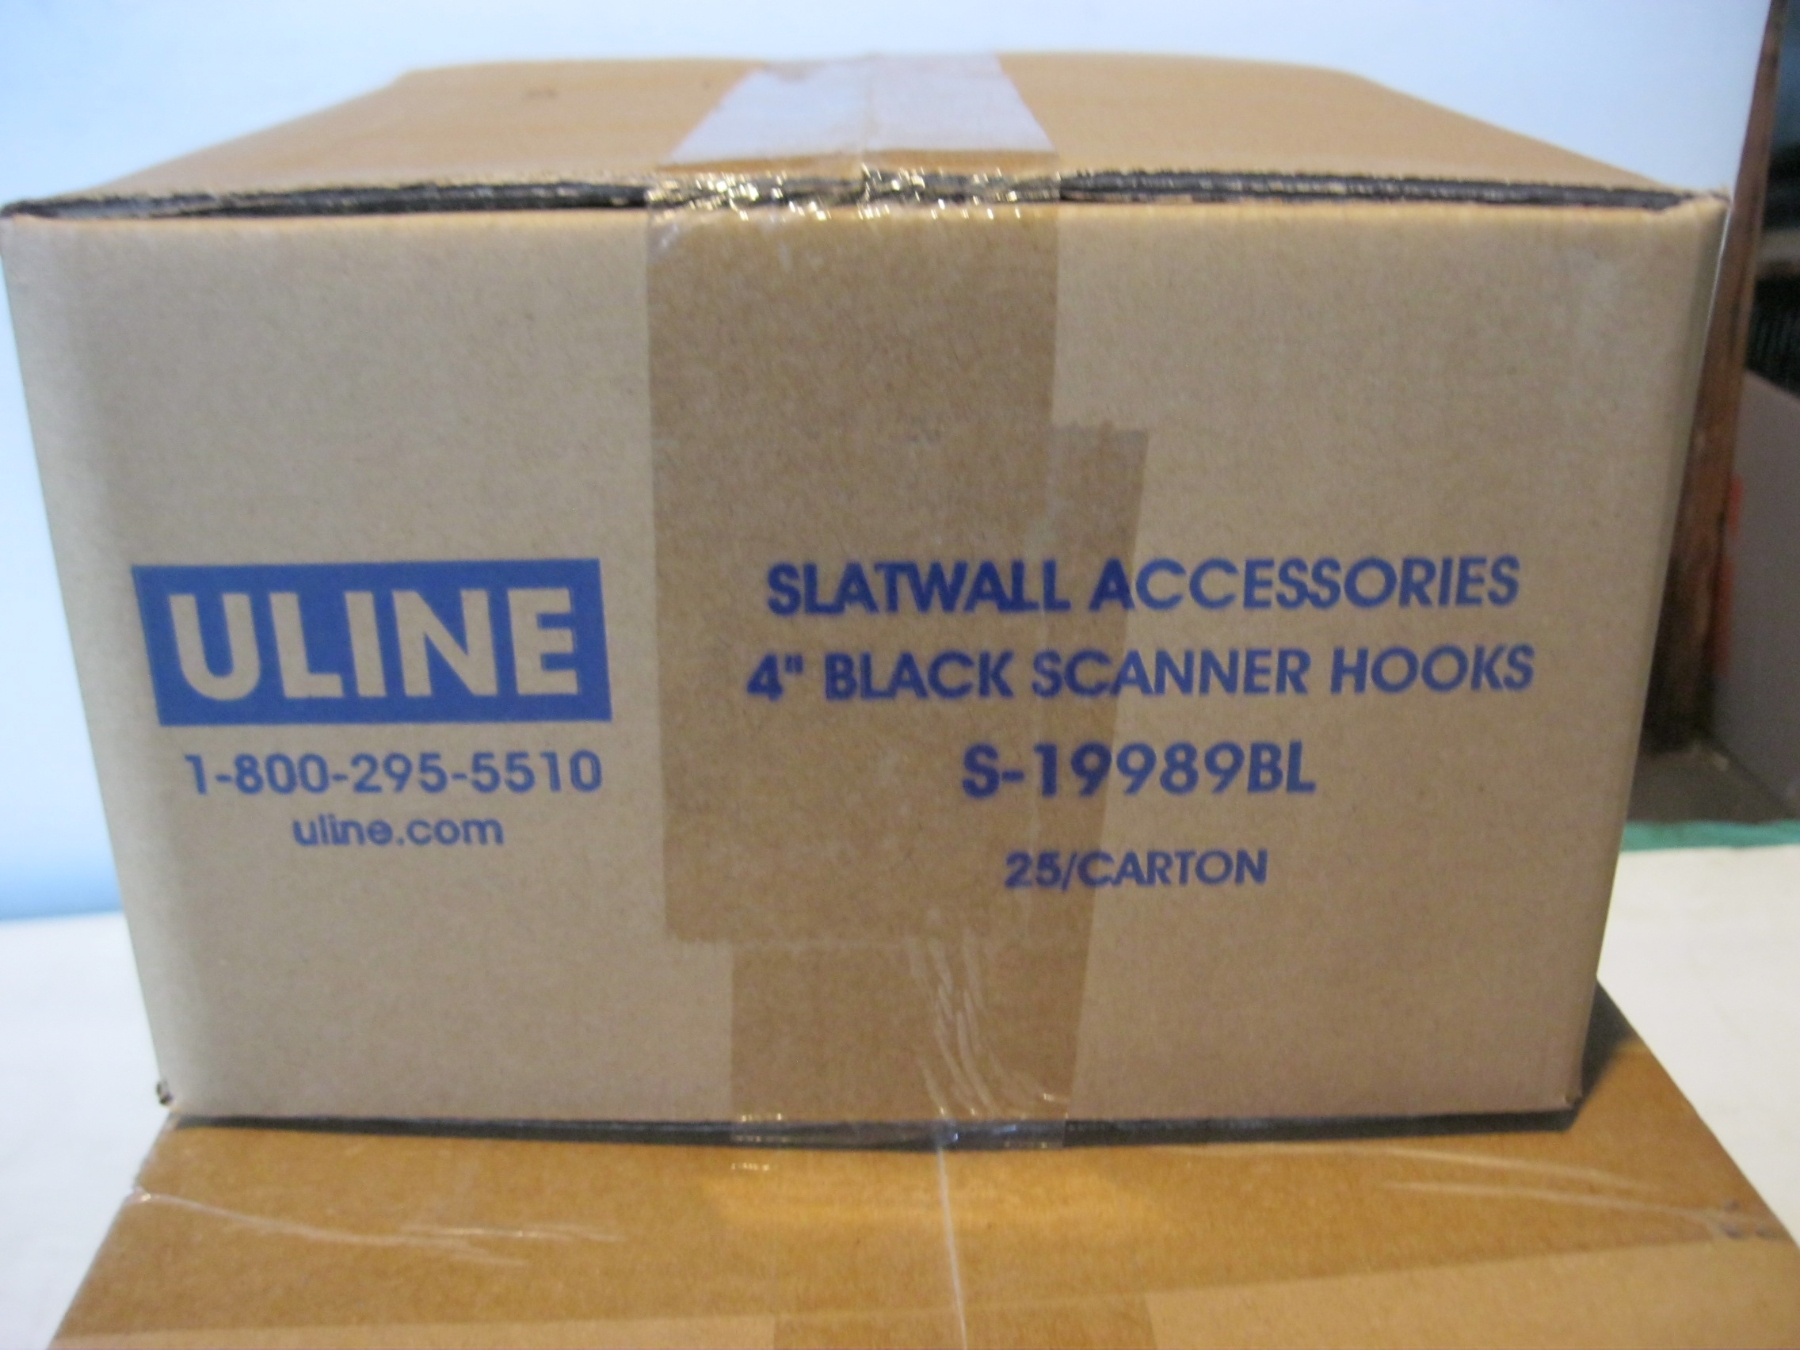 ULINE
1-800-295-5510
uline.com
SLATWALL ACCESSORIES
4" BLACK SCANNER HOOKS
S-19989BL
25/CARTON